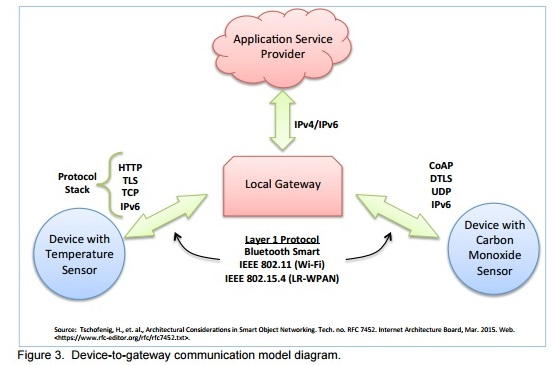 Application Service
Provider
IPv4/IPv6
Protocol
Stack
HTTP
TLS
TCP
IPv6
Local Gateway
CoAP
DTLS
UDP
IPv6
Device with
Temperature
Sensor
Layer 1 Protocol
Bluetooth Smart
IEEE 802.11 (Wi-Fi)
IEEE 802.15.4 (LR-WPAN)
Device with
Carbon
Monoxide
Sensor
Source: Tschofenig, H., et. al., Architectural Considerations in Smart Object Networking. Tech. no. RFC 7452. Internet Architecture Board, Mar. 2015. Web.
<https://www.rfc-editor.org/rfc/rfc7452.txt>.
Figure 3. Device-to-gateway communication model diagram.